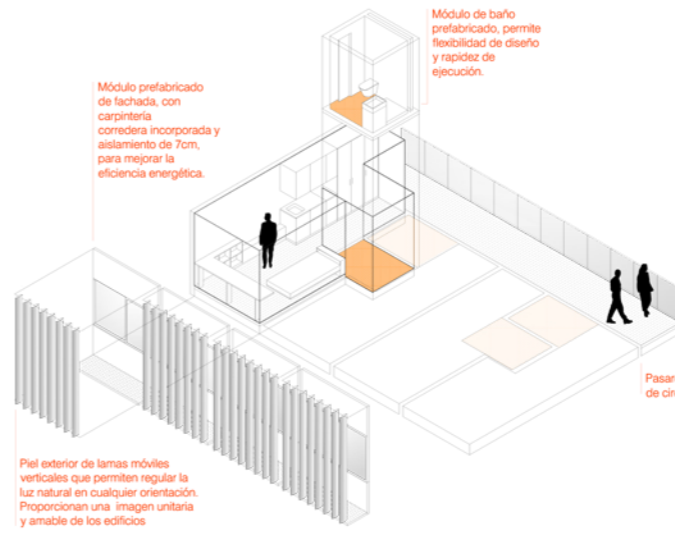 Módulo de baño
prefabricado, permite
flexibilidad de diseño
y rapidez de
ejecución.
Módulo prefabricado
de fachada, con
carpintería
corredera incorporada y
aislamiento de 7cm,
para mejorar la
eficiencia energética.
de
Piel exterior de lamas móviles
verticales que permiten regular la
luz natural en cualquier orientación.
Proporcionan una imagen unitaria
y amable de los edificios